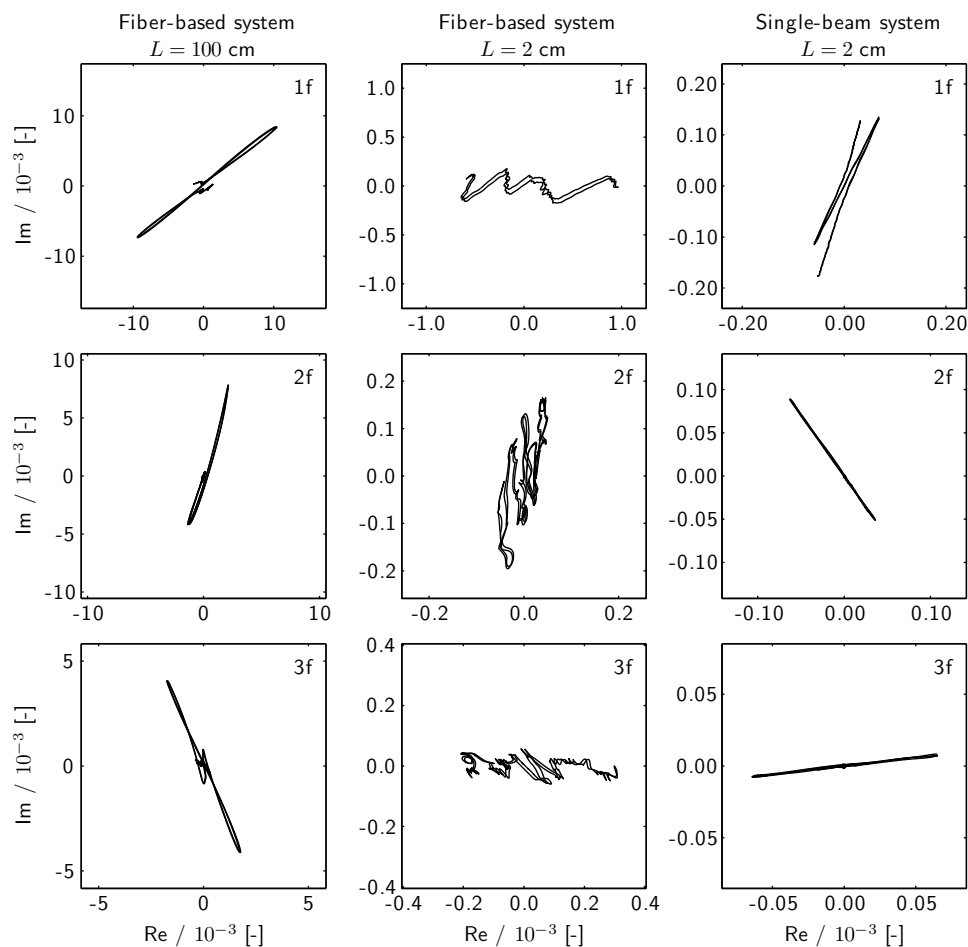 Fiber-based system Fiber-based system Single-beam system
L = 100 cm L = 2 cm L = 2 cm
1f 1f 1f
Im / 10⁻³ [-]
10 1.0 0.20
0.5 0.10
0 0.0 0.00
-0.5 -0.10
-10 -1.0 -0.20
-10 0 10 -1.0 0.0 1.0 -0.20 0.00 0.20
2f 2f 2f
Im / 10⁻³ [-]
10 0.2 0.10
5 0.1 0.05
0 0.0 0.00
-5 -0.1 -0.05
-10 -0.2 -0.10
-10 0 10 -0.2 0.0 0.2 -0.10 0.00 0.10
3f 3f 3f
Im / 10⁻³ [-]
5 0.4 0.05
0.2
0 0.0 0.00
-0.2
-5 -0.4 -0.05
-5 0 5 -0.4 -0.2 0.0 0.2 0.4 -0.05 0.00 0.05
Re / 10⁻³ [-] Re / 10⁻³ [-] Re / 10⁻³ [-]